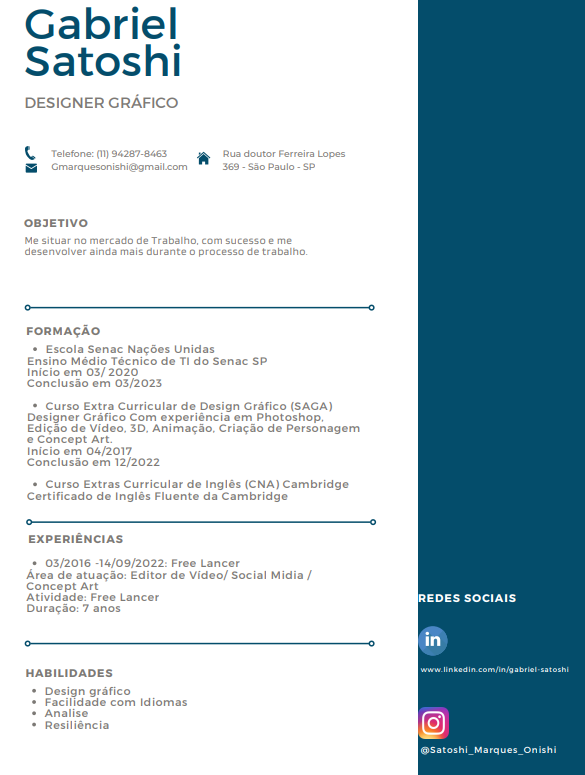 Gabriel
Satoshi
DESIGNER GRÁFICO
Telefone: (11) 94287-8463
Gmarquesonishi@gmail.com
Rua doutor Ferreira Lopes
369 - São Paulo - SP
OBJETIVO
Me situar no mercado de Trabalho, com sucesso e me
desenvolver ainda mais durante o processo de trabalho.
FORMAÇÃO
• Escola Senac Nações Unidas
Ensino Médio Técnico de TI do Senac SP
Início em 03/ 2020
Conclusão em 03/2023
• Curso Extra Curricular de Design Gráfico (SAGA)
Designer Gráfico Com experiência em Photoshop,
Edição de Vídeo, 3D, Animação, Criação de Personagem
e Concept Art.
Início em 04/2017
Conclusão em 12/2022
• Curso Extras Curricular de Inglês (CNA) Cambridge
Certificado de Inglês Fluente da Cambridge
EXPERIÊNCIAS
• 03/2016 -14/09/2022: Free Lancer
Área de atuação: Editor de Vídeo/ Social Midia /
Concept Art
Atividade: Free Lancer
Duração: 7 anos
HABILIDADES
• Design gráfico
• Facilidade com Idiomas
• Analise
• Resiliência
REDES SOCIAIS
in
www.linkedin.com/in/gabriel-satoshi
@Satoshi_Marques_Onishi